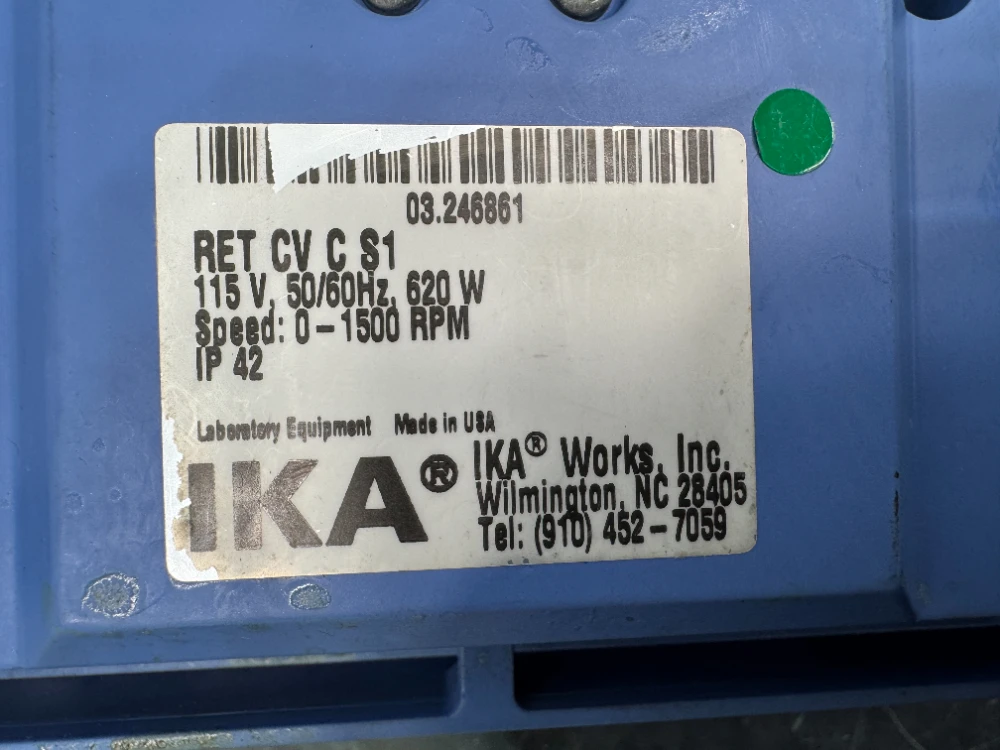 03.246861
RET CV C S1
115 V, 50/60Hz, 620 W
Speed: 0-1500 RPM
IP 42
Laboratory Equipment Made in USA
IKA®
IKA® Works, Inc.
Wilmington, NC 28405
Tel: (910) 452-7059